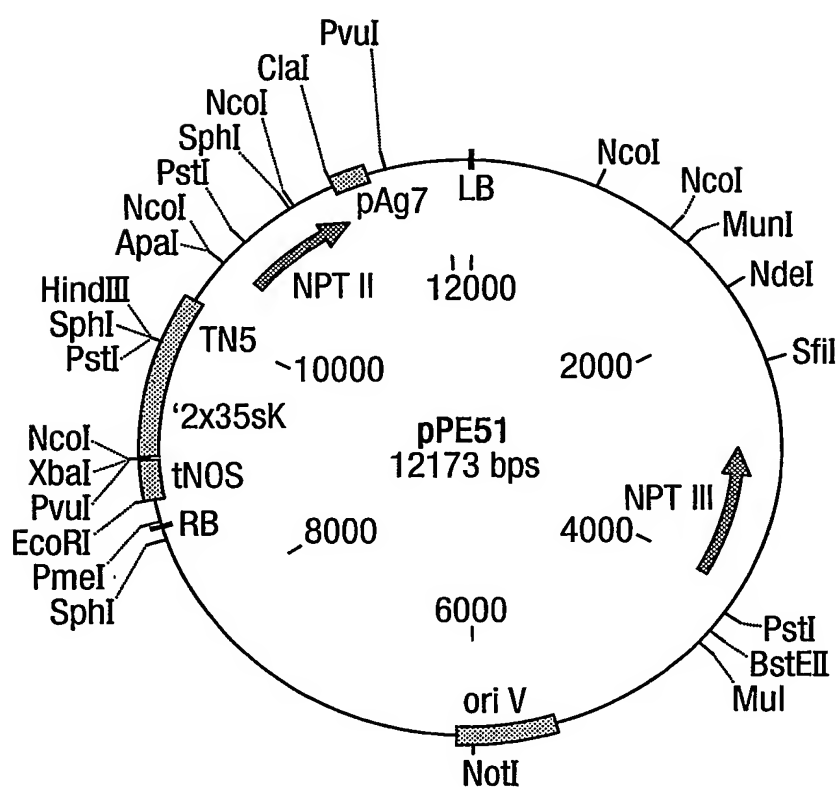 PvuI
ClaI
NcoI
SphI
PstI
NcoI
ApaI
HindIII
SphI
PstI
NcoI
XbaI
PvuI
EcoRI
PmeI
SphI
pAg7
LB
NcoI
NcoI
MunI
NdeI
SfiI
NPT II
12000
TN5
10000
2000
‘2x35sK
pPE51
12173 bps
tNOS
NPT III
RB
8000
4000
6000
PstI
BstEII
Mul
ori V
NotI